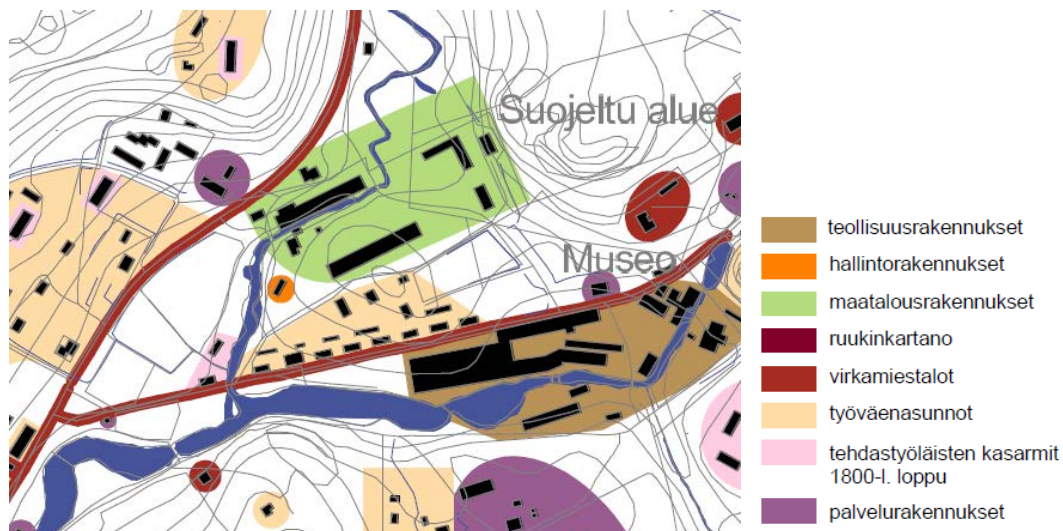 Suojeltu alue
Museo
teollisuusrakennukset
hallintorakennukset
maatalousrakennukset
ruukinkartano
virkamiestalot
työväenasunnot
tehdastyöläisten kasarmit
1800-l. loppu
palvelurakennukset